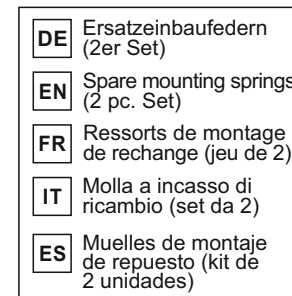 DE Ersatzeinbaufedern
(2er Set)
EN Spare mounting springs
(2 pc. Set)
FR Ressorts de montage
de rechange (jeu de 2)
IT Molla a incasso di
ricambio (set da 2)
ES Muelles de montaje
de repuesto (kit de
2 unidades)